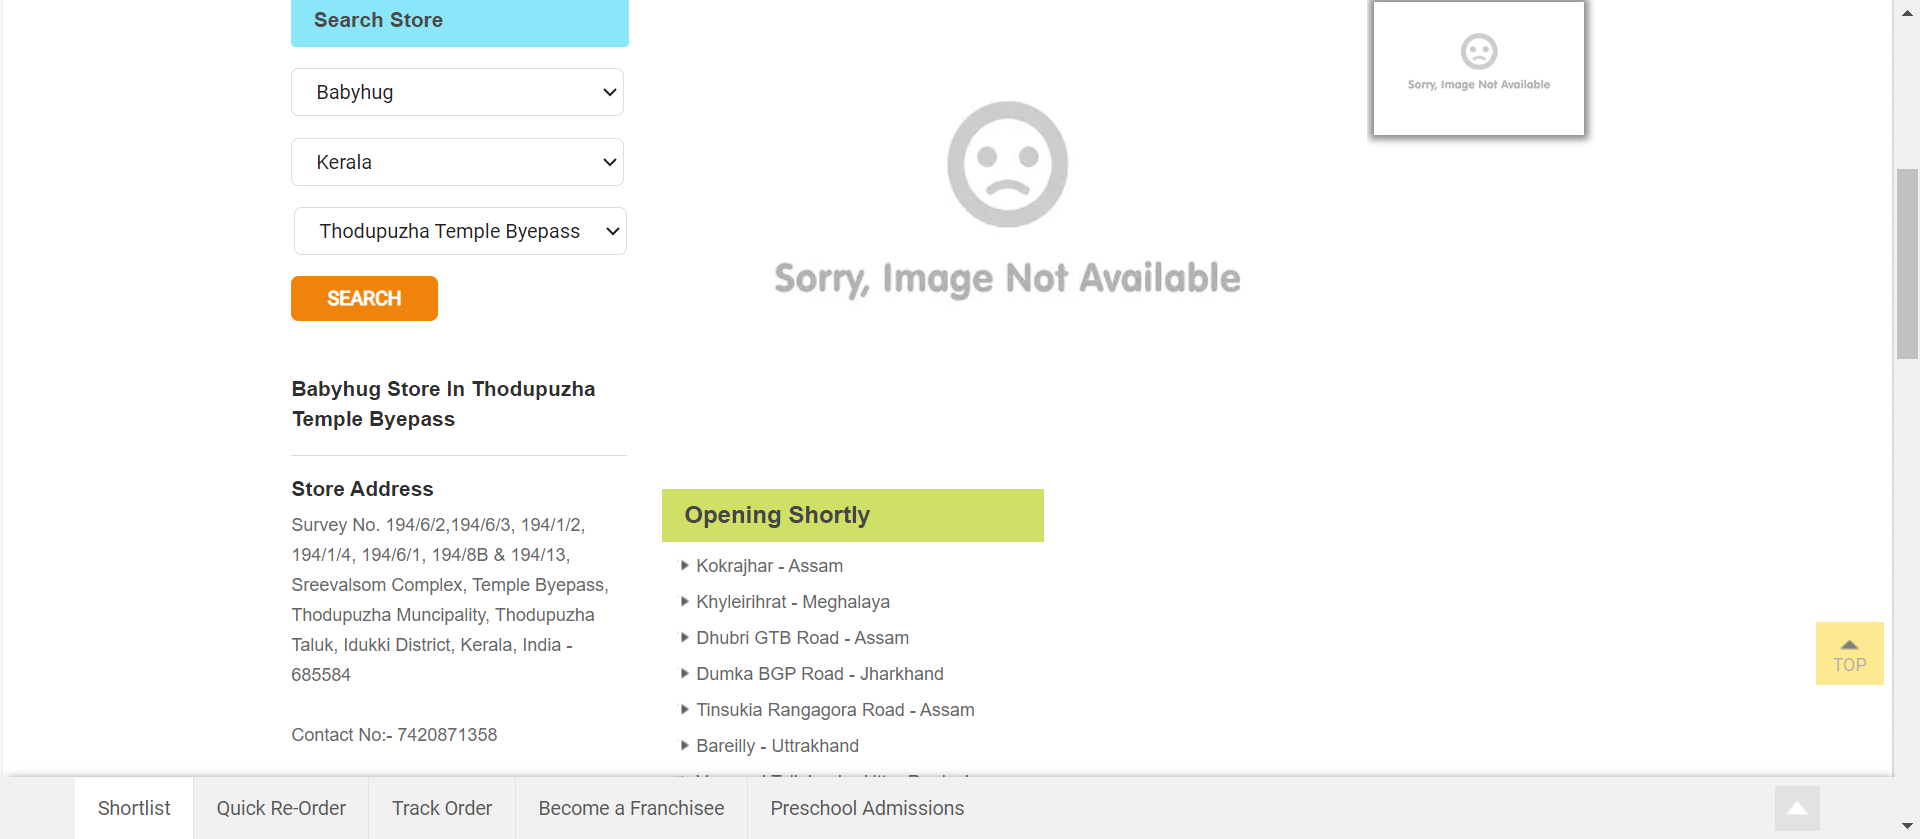 Search Store
Babyhug
Kerala
Thodupuzha Temple Byepass
SEARCH
Babyhug Store In Thodupuzha
Temple Byepass
Store Address
Survey No. 194/6/2,194/6/3, 194/1/2,
194/1/4, 194/6/1, 194/8B & 194/13,
Sreevalsom Complex, Temple Byepass,
Thodupuzha Muncipality, Thodupuzha
Taluk, Idukki District, Kerala, India -
685584
Contact No:- 7420871358
Sorry, Image Not Available
Sorry, Image Not Available
Opening Shortly
Kokrajhar - Assam
Khyleirihrat - Meghalaya
Dhubri GTB Road - Assam
Dumka BGP Road - Jharkhand
Tinsukia Rangagora Road - Assam
Bareilly - Uttrakhand
TOP
Shortlist
Quick Re-Order
Track Order
Become a Franchisee
Preschool Admissions